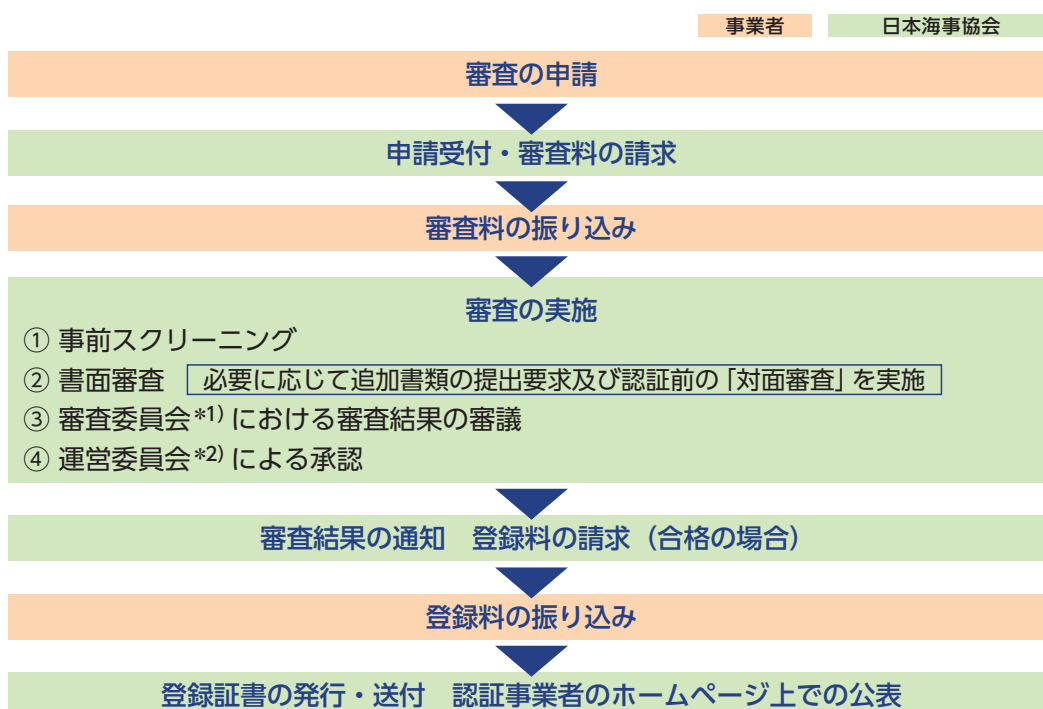 事業者 日本海事協会
審査の申請
申請受付・審査料の請求
審査料の振り込み
審査の実施
① 事前スクリーニング
② 書面審査 必要に応じて追加書類の提出要求及び認証前の「対面審査」を実施
③ 審査委員会*1) における審査結果の審議
④ 運営委員会*2) による承認
審査結果の通知 登録料の請求（合格の場合）
登録料の振り込み
登録証書の発行・送付 認証事業者のホームページ上での公表